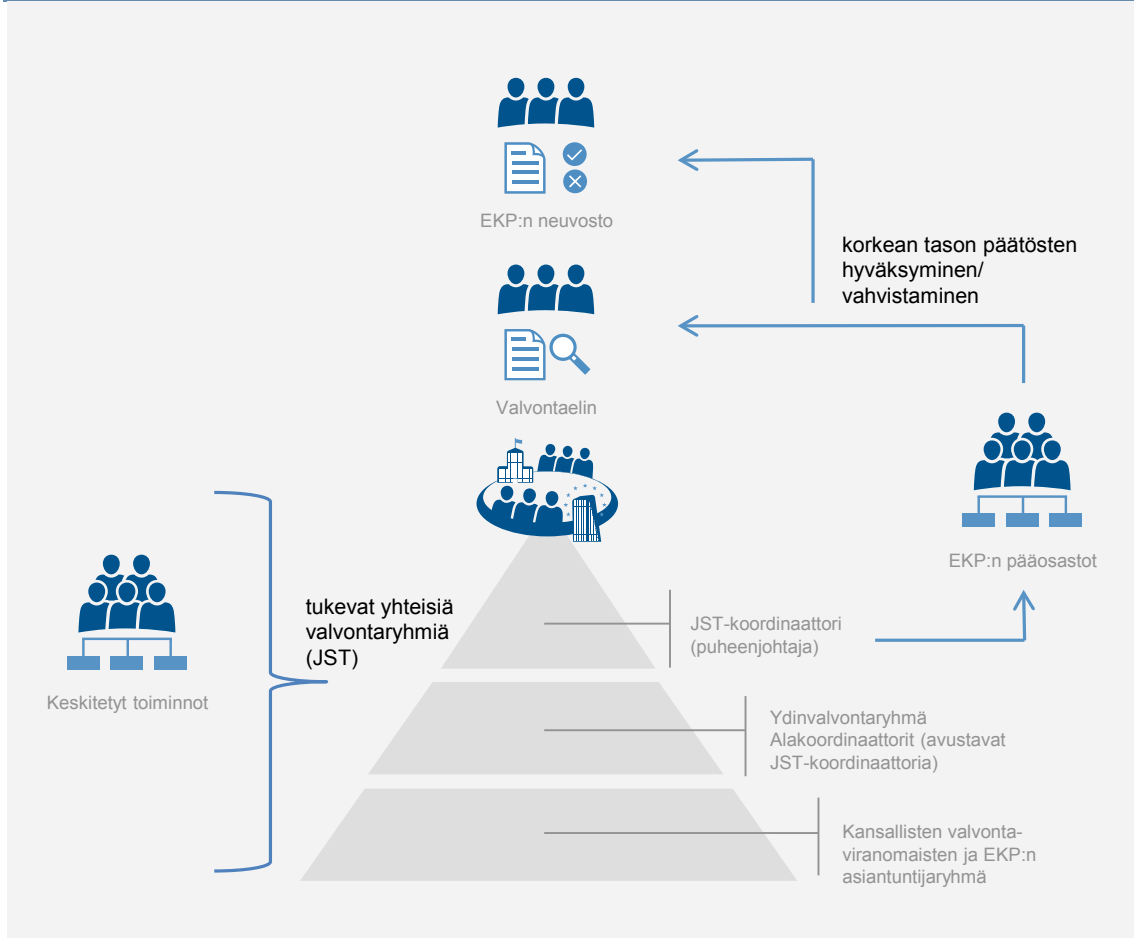 EKP:n neuvosto
korkean tason päätösten
hyväksyminen/
vahvistaminen
Valvontaelin
EKP:n pääosastot
tukevat yhteisiä
valvontaryhmiä
(JST)
Keskitetyt toiminnot
JST-koordinaattori
(puheenjohtaja)
Ydinvalvontaryhmä
Alakoordinaattorit (avustavat
JST-koordinaattoria)
Kansallisten valvonta-
viranomaisten ja EKP:n
asiantuntijaryhmä